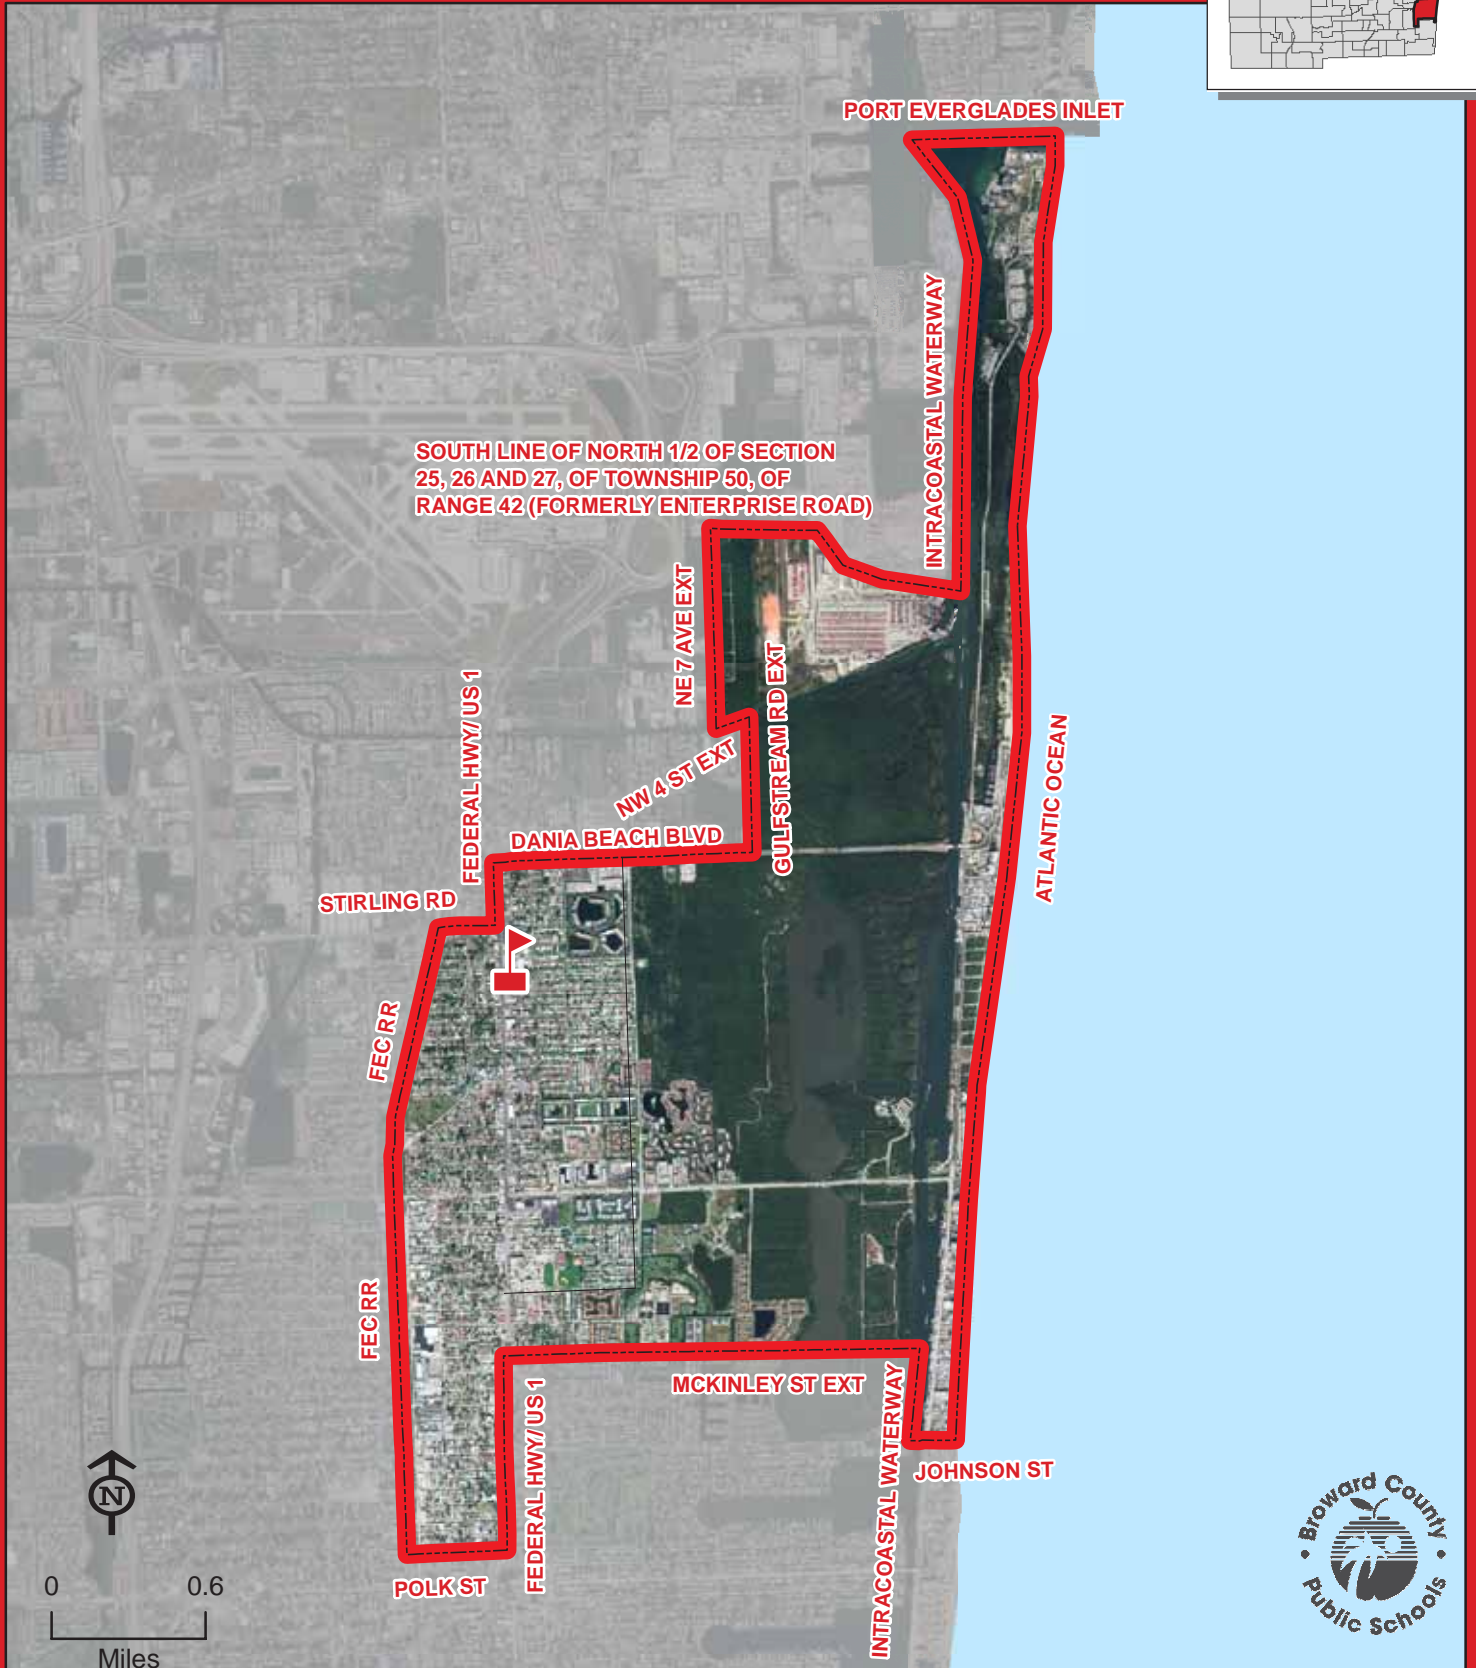 PORT EVERGLADES INLET
INTRACOASTAL WATERWAY
SOUTH LINE OF NORTH 1/2 OF SECTION
25, 26 AND 27, OF TOWNSHIP 50, OF
RANGE 42 (FORMERLY ENTERPRISE ROAD)
NE 7 AVE EXT
GULFSTREAM RD EXT
FEDERAL HWY/ US 1
NW 4 ST EXT
ATLANTIC OCEAN
DANIA BEACH BLVD
STIRLING RD
FEC RR
FEC RR
MCKINLEY ST EXT
INTRACOASTAL WATERWAY
FEDERAL HWY/ US 1
JOHNSON ST
POLK ST
N
0 0.6
Miles
Broward County
Public Schools